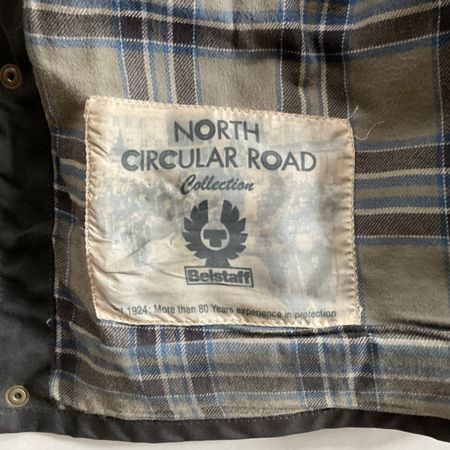 NORTH
CIRCULAR ROAD
Collection
Belstaff
1924: More than 80 Years experience in protection